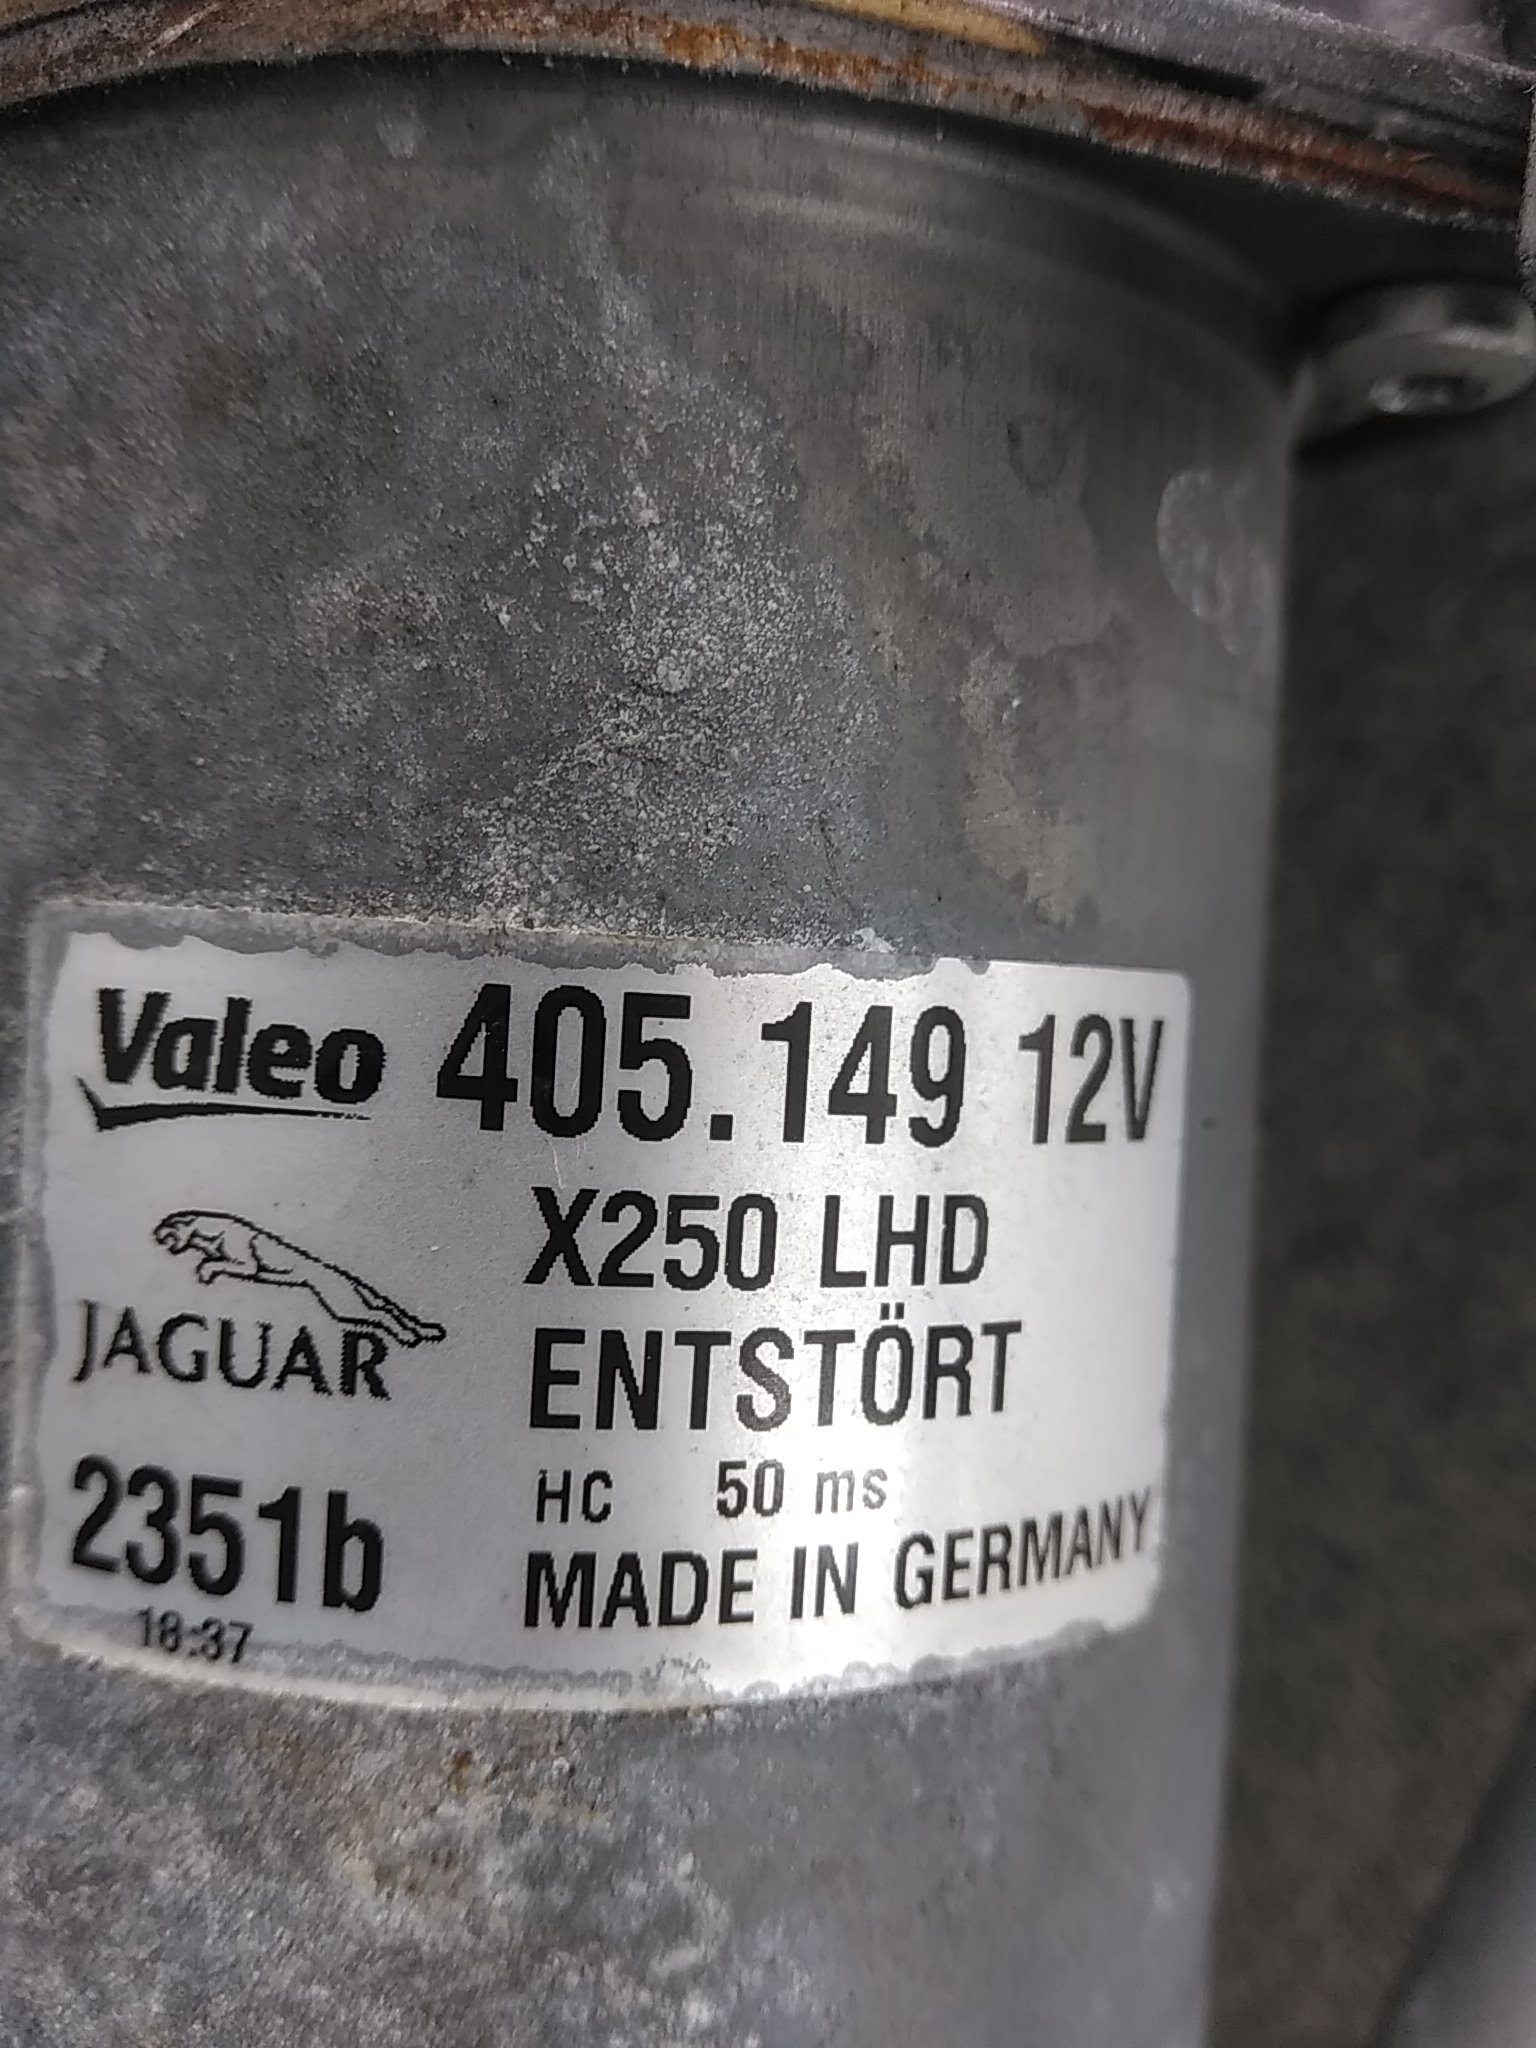 Valeo 405.149 12V
X250 LHD
JAGUAR ENTSTÖRT
HC 50 ms
2351b MADE IN GERMANY
18:37